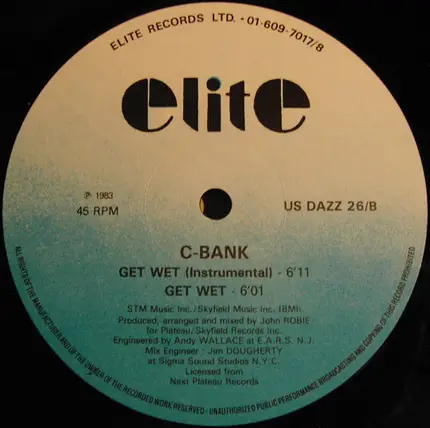 ELITE RECORDS LTD. - 01-609-7017/8
elitE
℗ 1983
45 RPM
US DAZZ 26/B
C-BANK
GET WET (Instrumental) - 6'11
GET WET - 6'01
STM Music Inc./Skyfield Music Inc. (BMI).
Produced, arranged and mixed by John ROBIE
for Plateau/Skyfield Records Inc.
Engineered by Andy WALLACE at E.A.R.S. N.J.
Mix Engineer: Jim DOUGHERTY
at Sigma Sound Studios N.Y.C.
Licensed from
Next Plateau Records
ALL RIGHTS OF THE MANUFACTURER AND OF THE OWNER OF THE RECORDED WORK RESERVED - UNAUTHORIZED PUBLIC PERFORMANCE BROADCASTING AND COPYING OF THIS RECORD PROHIBITED